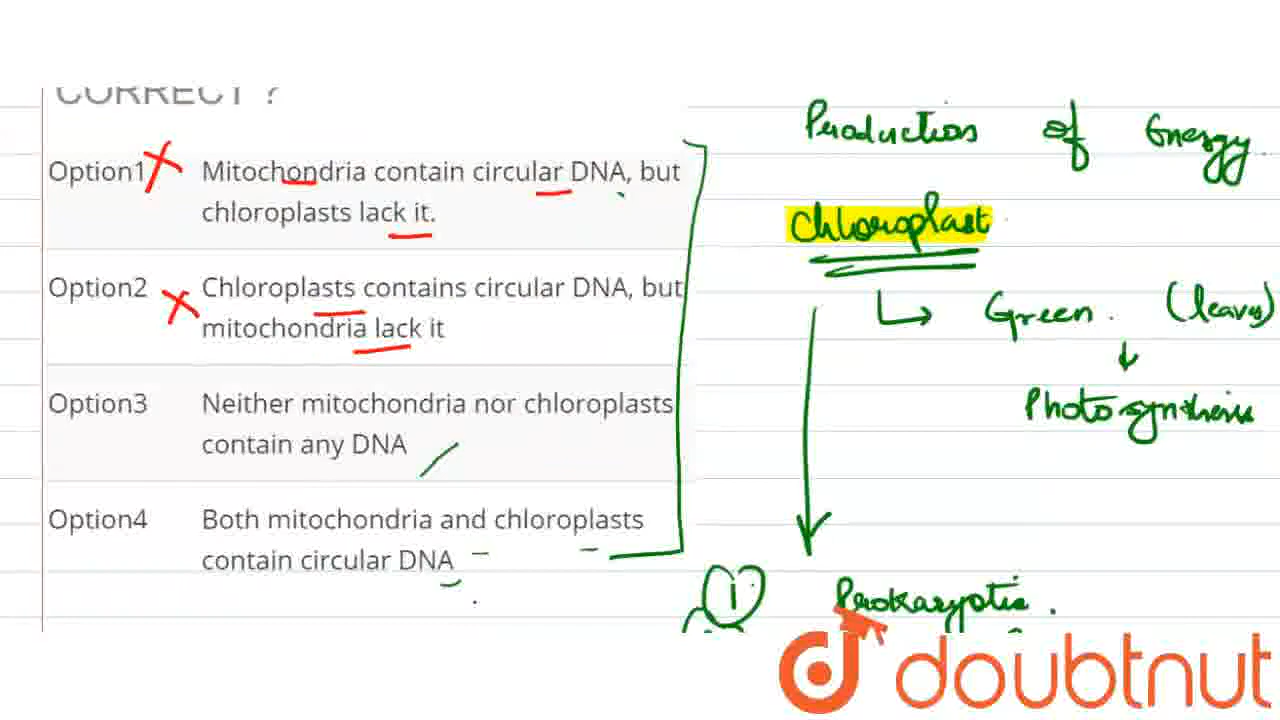 CORRECT ?
Option1 Mitochondria contain circular DNA, but
chloroplasts lack it.
Option2 Chloroplasts contains circular DNA, but
mitochondria lack it
Option3 Neither mitochondria nor chloroplasts
contain any DNA
Option4 Both mitochondria and chloroplasts
contain circular DNA
Production of Energy
Chloroplast
Green. (leaves)
Photosynthesis
1 Prokaryotic.
doubtnut